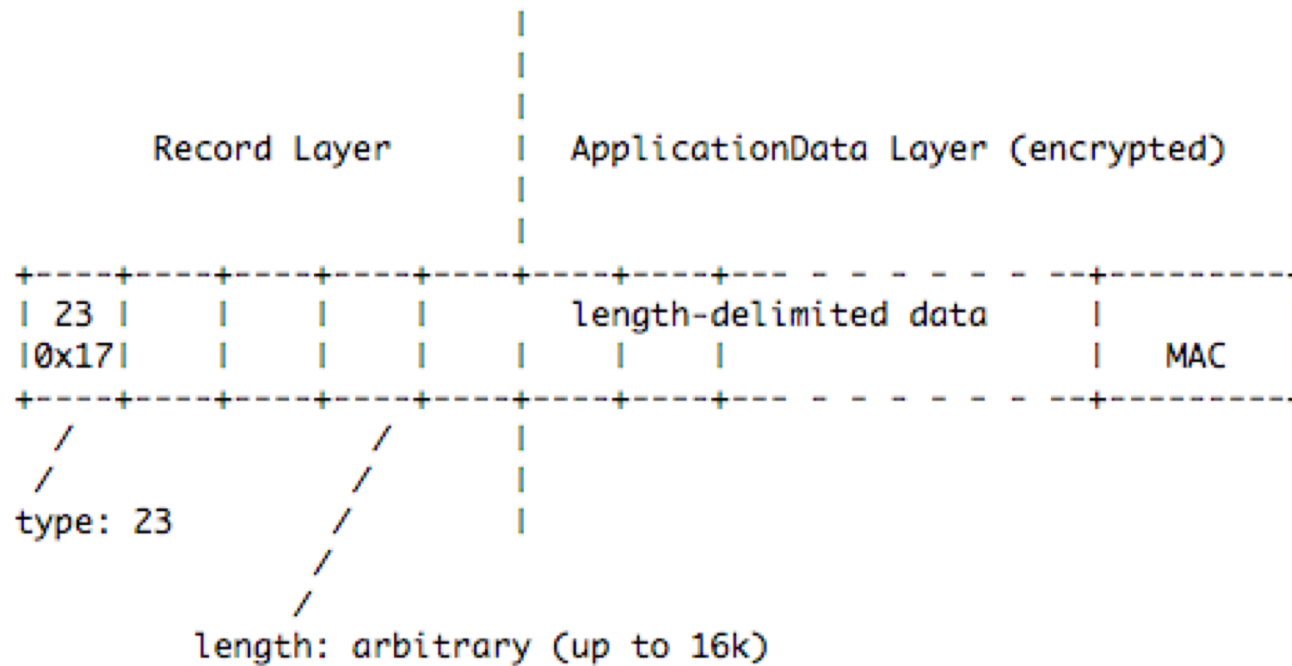 Record Layer | ApplicationData Layer (encrypted)
+----+----+----+----+----+----+----+--- - - - - - - --+----------
| 23 |    |    |    |    length-delimited data    |
|0x17|    |    |    |    |    |    |    |   MAC
+----+----+----+----+----+----+----+--- - - - - - - --+----------
type: 23
length: arbitrary (up to 16k)